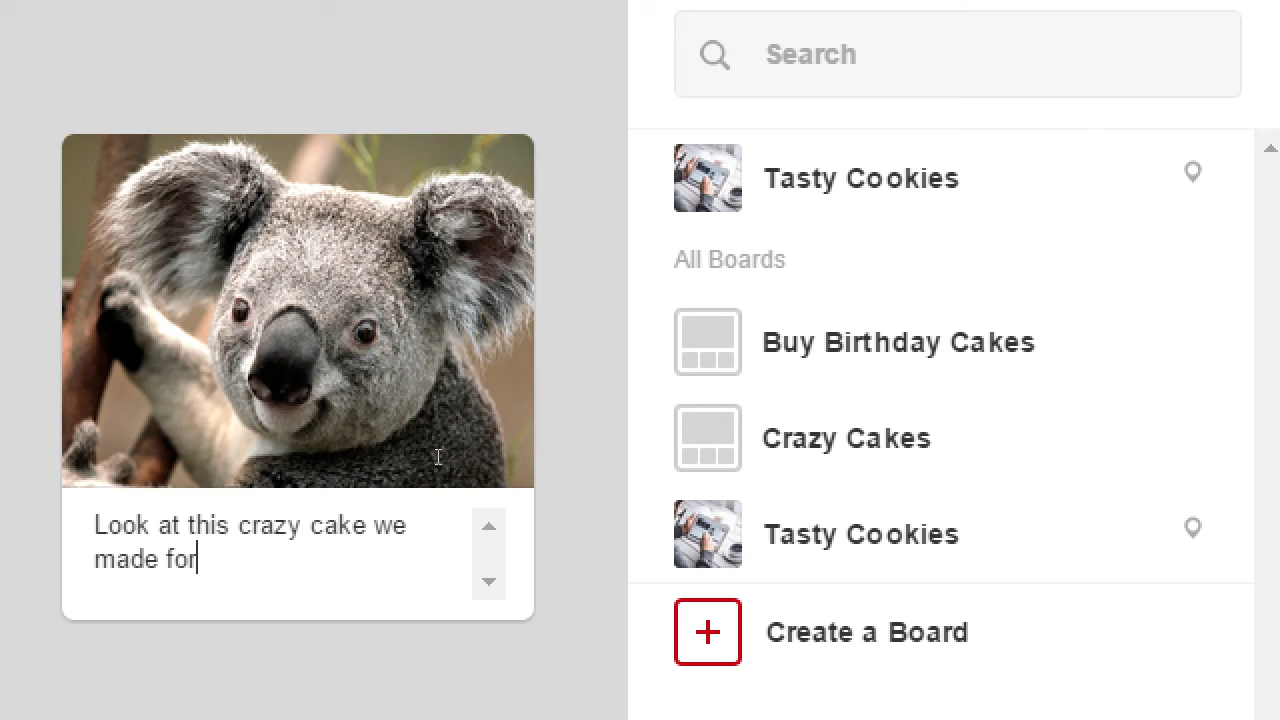 Look at this crazy cake we
made for
Search
Tasty Cookies
All Boards
Buy Birthday Cakes
Crazy Cakes
Tasty Cookies
Create a Board